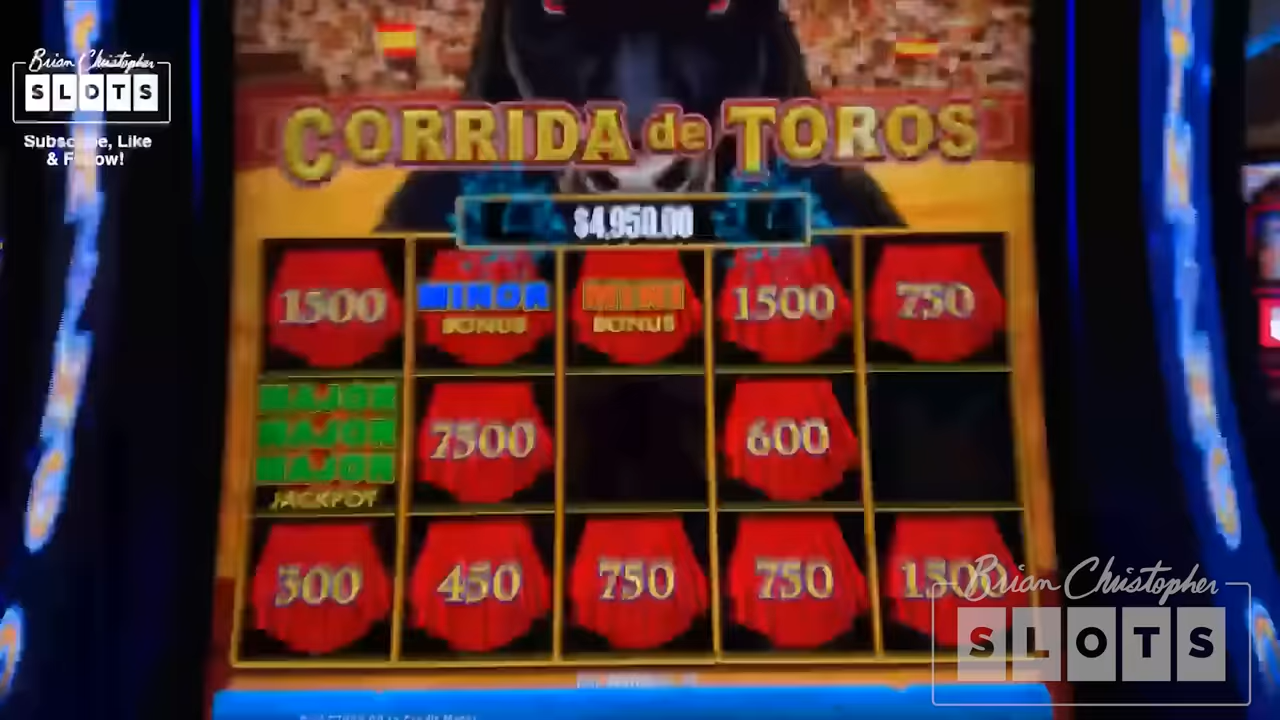 Brian Christopher
SLOTS
Subscribe, Like
& Follow!
CORRIDA de TOROS
$4,950.00
1500
MINOR
BONUS
MINI
BONUS
1500
750
MAJOR
MAJOR
MAJOR
JACKPOT
7500
600
300
450
750
750
Brian Christopher
SLOTS